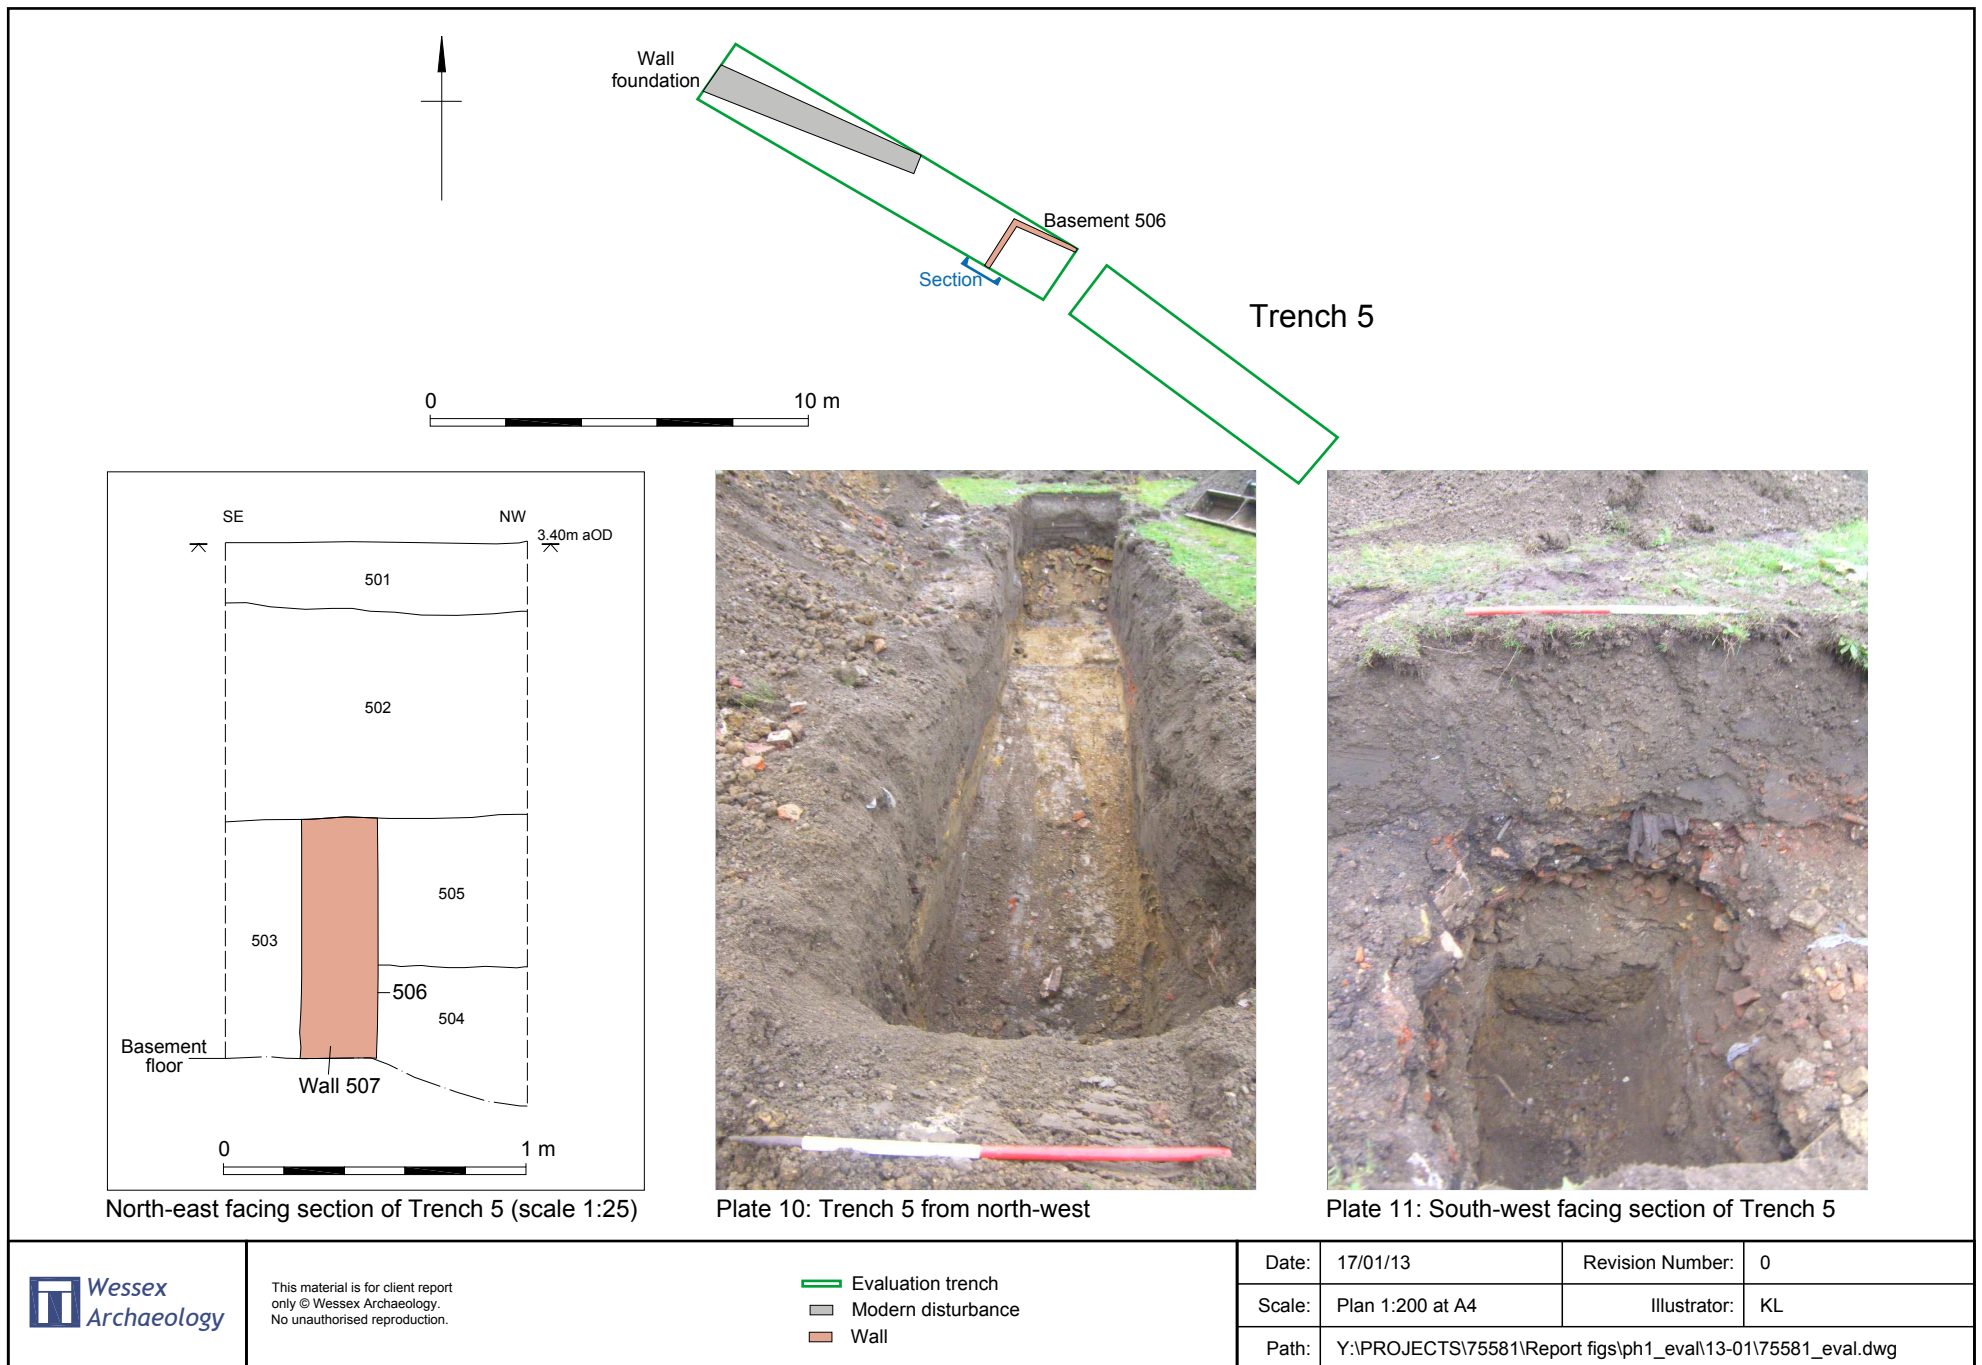 Wall
foundation
Basement 506
Section
Trench 5
0 10 m
SE NW
3.40m aOD
501
502
503
505
506
504
Basement
floor
Wall 507
0 1 m
North-east facing section of Trench 5 (scale 1:25)
Plate 10: Trench 5 from north-west
Plate 11: South-west facing section of Trench 5
Wessex
Archaeology
This material is for client report
only © Wessex Archaeology.
No unauthorised reproduction.
Evaluation trench
Modern disturbance
Wall
Date: 17/01/13 Revision Number: 0
Scale: Plan 1:200 at A4 Illustrator: KL
Path: Y:\PROJECTS\75581\Report figs\ph1_eval\13-01\75581_eval.dwg